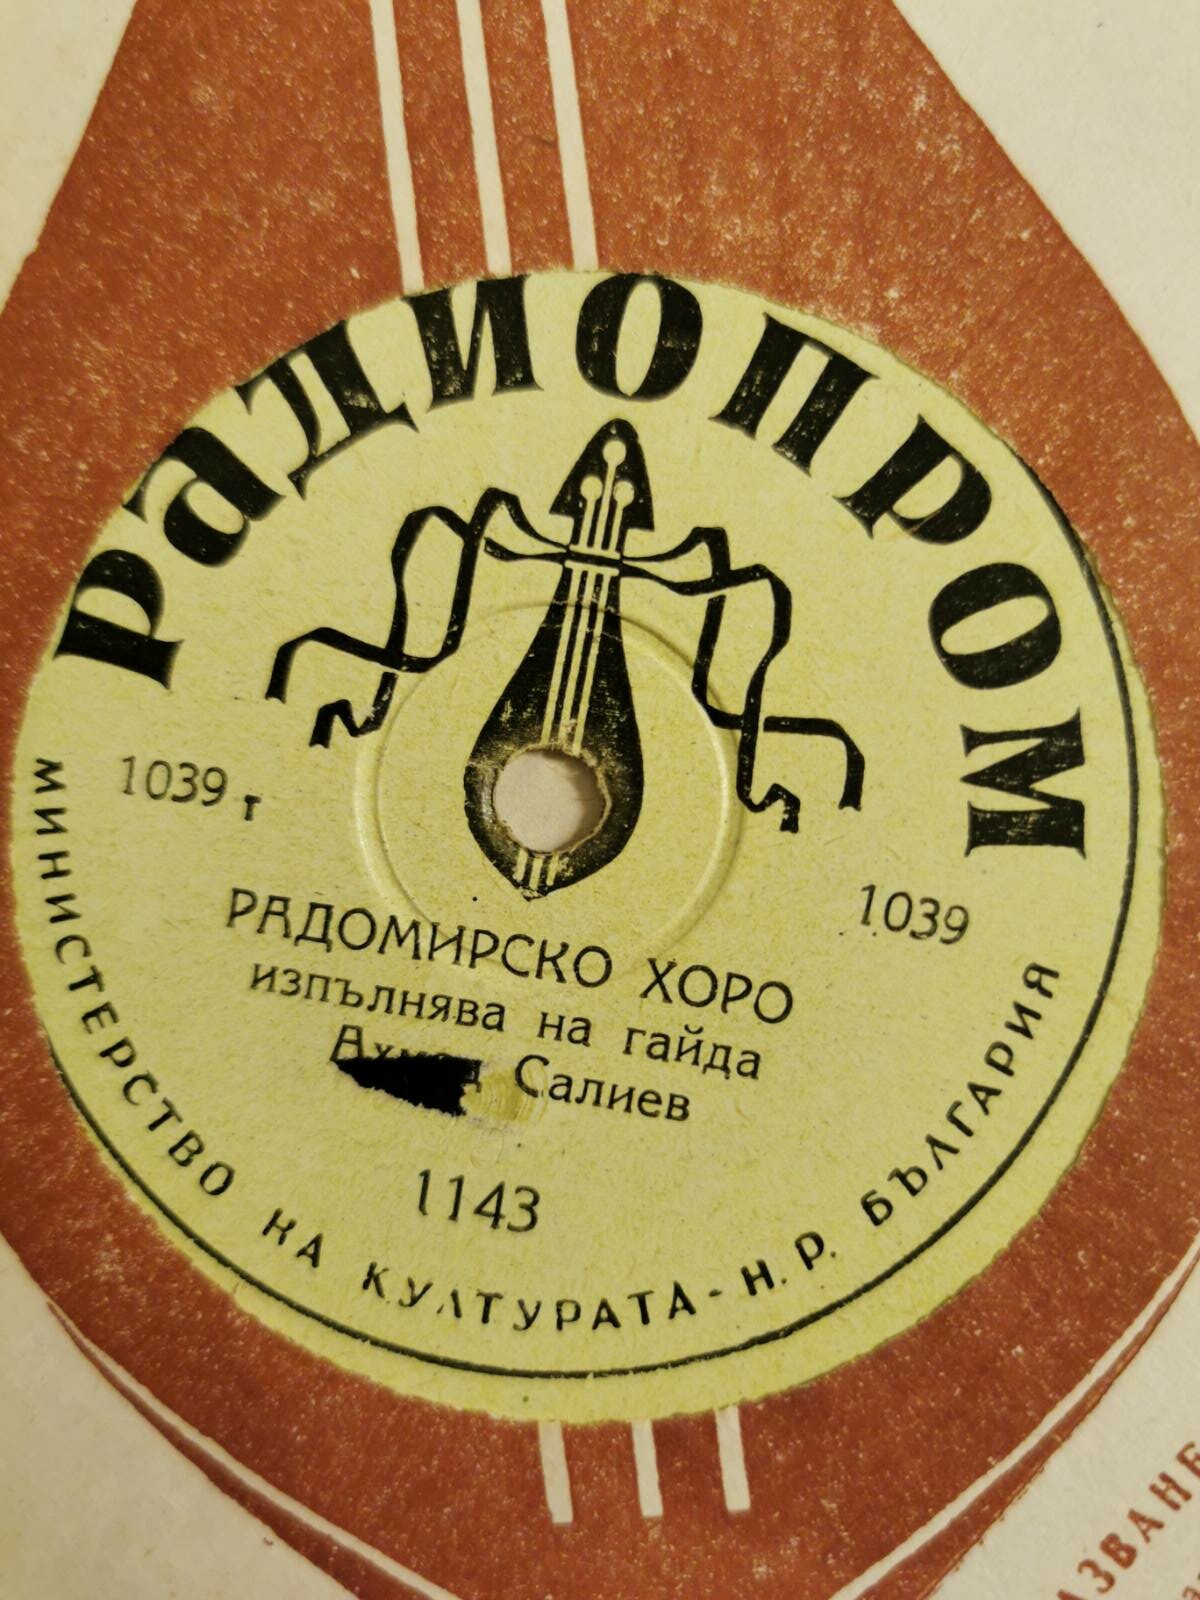 РАДИОПРОМ
1039 г
1039
РАДОМИРСКО ХОРО
изпълнява на гайда
Салиев
1143
МИНИСТЕРСТВО НА КУЛТУРАТА - Н. Р. БЪЛГАРИЯ